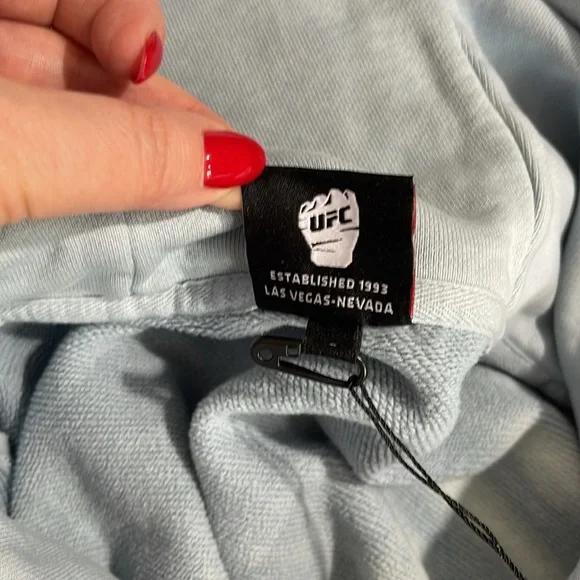 UFC
ESTABLISHED 1993
LAS VEGAS-NEVADA